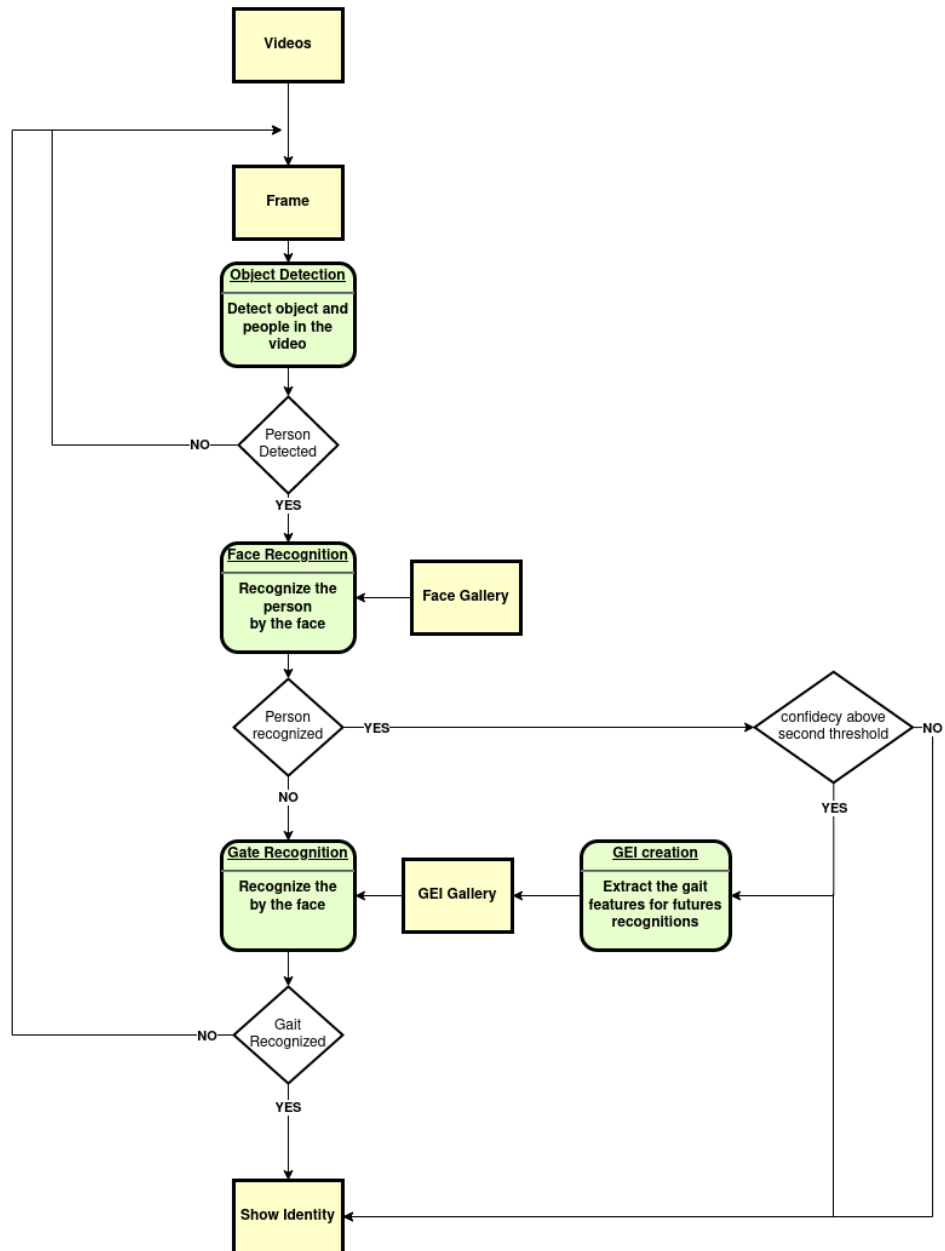 Videos
Frame
Object Detection
Detect object and
people in the
video
Person
Detected
NO
YES
Face Recognition
Recognize the
person
by the face
Face Gallery
Person
recognized
YES
confidecy above
second threshold
NO
YES
NO
Gate Recognition
Recognize the
by the face
GEI Gallery
GEI creation
Extract the gait
features for futures
recognitions
Gait
Recognized
NO
YES
Show Identity